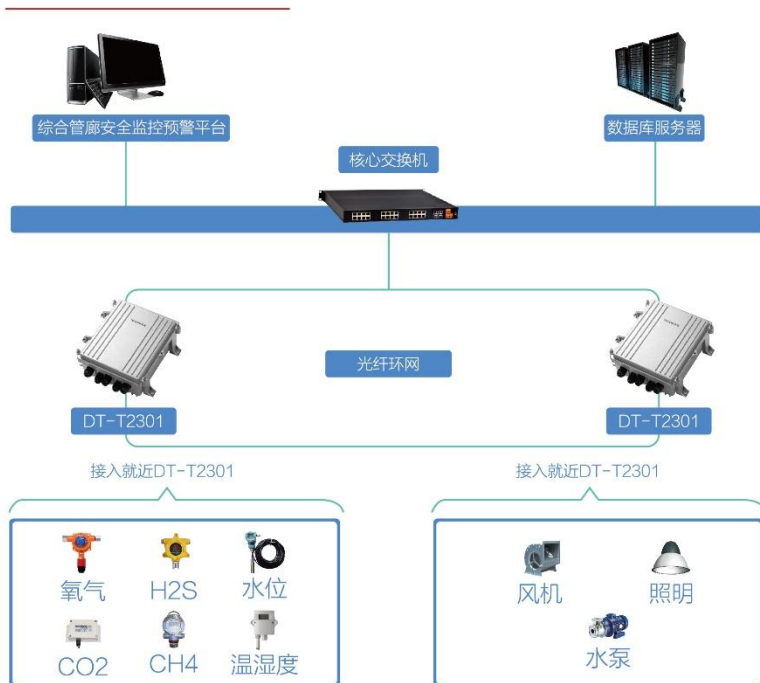 综合管廊安全监控预警平台
数据库服务器
核心交换机
光纤环网
DT-T2301
DT-T2301
接入就近DT-T2301
接入就近DT-T2301
氧气
H2S
水位
风机
照明
CO2
CH4
温湿度
水泵